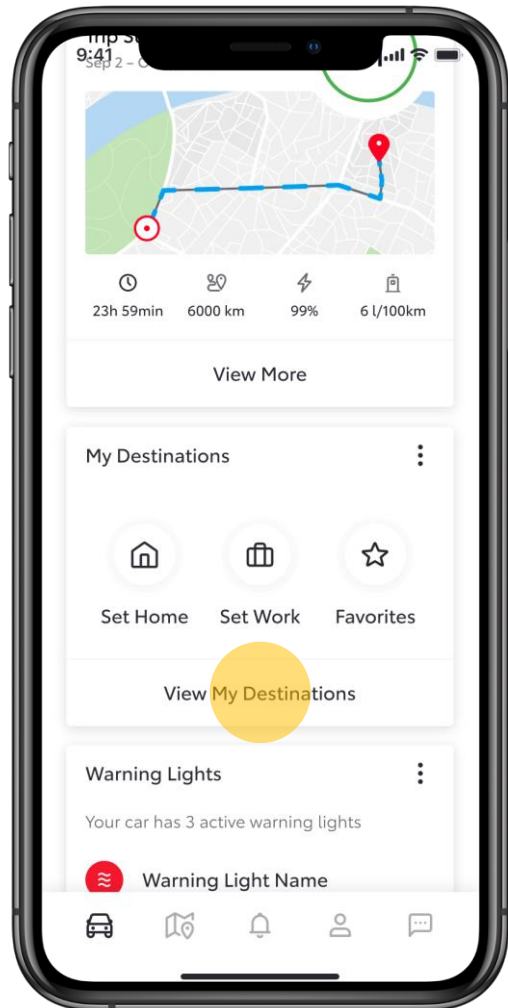 9:41
23h 59min 6000 km 99% 6 l/100km
View More
My Destinations
Set Home Set Work Favorites
View My Destinations
Warning Lights
Your car has 3 active warning lights
Warning Light Name